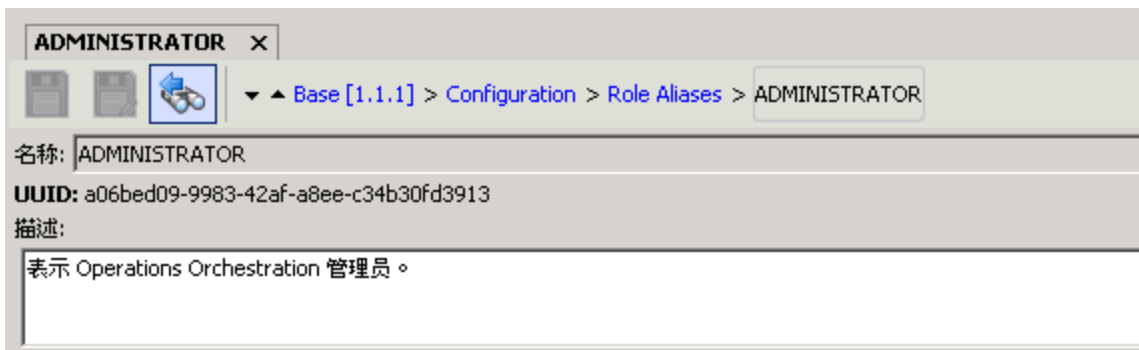 ADMINISTRATOR
Base [1.1.1] > Configuration > Role Aliases > ADMINISTRATOR
名称: ADMINISTRATOR
UUID: a06bed09-9983-42af-a8ee-c34b30fd3913
描述:
表示 Operations Orchestration 管理员。